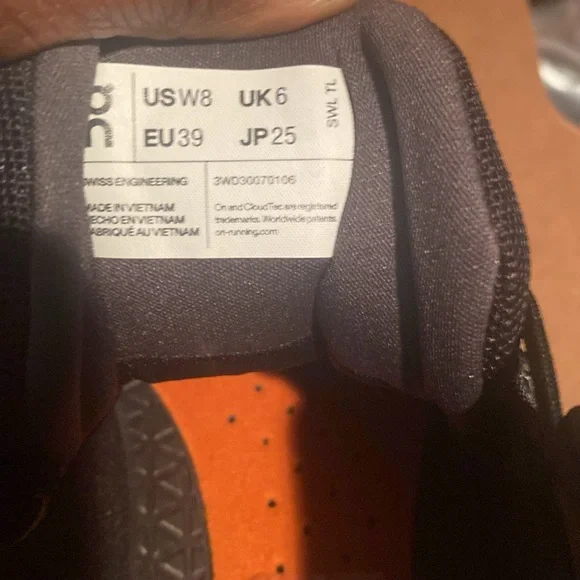 On
US W8 UK 6
EU 39 JP 25
SWL TL
SWISS ENGINEERING
3WD30070106
MADE IN VIETNAM
HECHO EN VIETNAM
FABRIQUÉ AU VIETNAM
On and CloudTec are registered
trademarks. Worldwide patents.
on-running.com